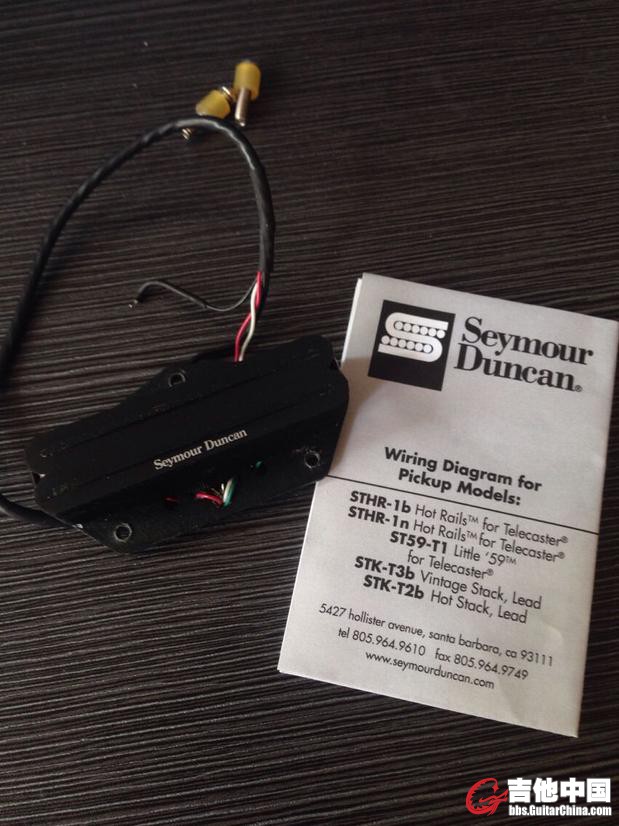 Seymour Duncan
Seymour
Duncan®
Wiring Diagram for
Pickup Models:
STHR-1b Hot Rails™ for Telecaster®
STHR-1n Hot Rails™ for Telecaster®
ST59-T1 Little '59™
for Telecaster®
STK-T3b Vintage Stack, Lead
STK-T2b Hot Stack, Lead
5427 hollister avenue, santa barbara, ca 93111
tel 805.964.9610 fax 805.964.9749
www.seymourduncan.com
吉他中国
bbs.GuitarChina.com